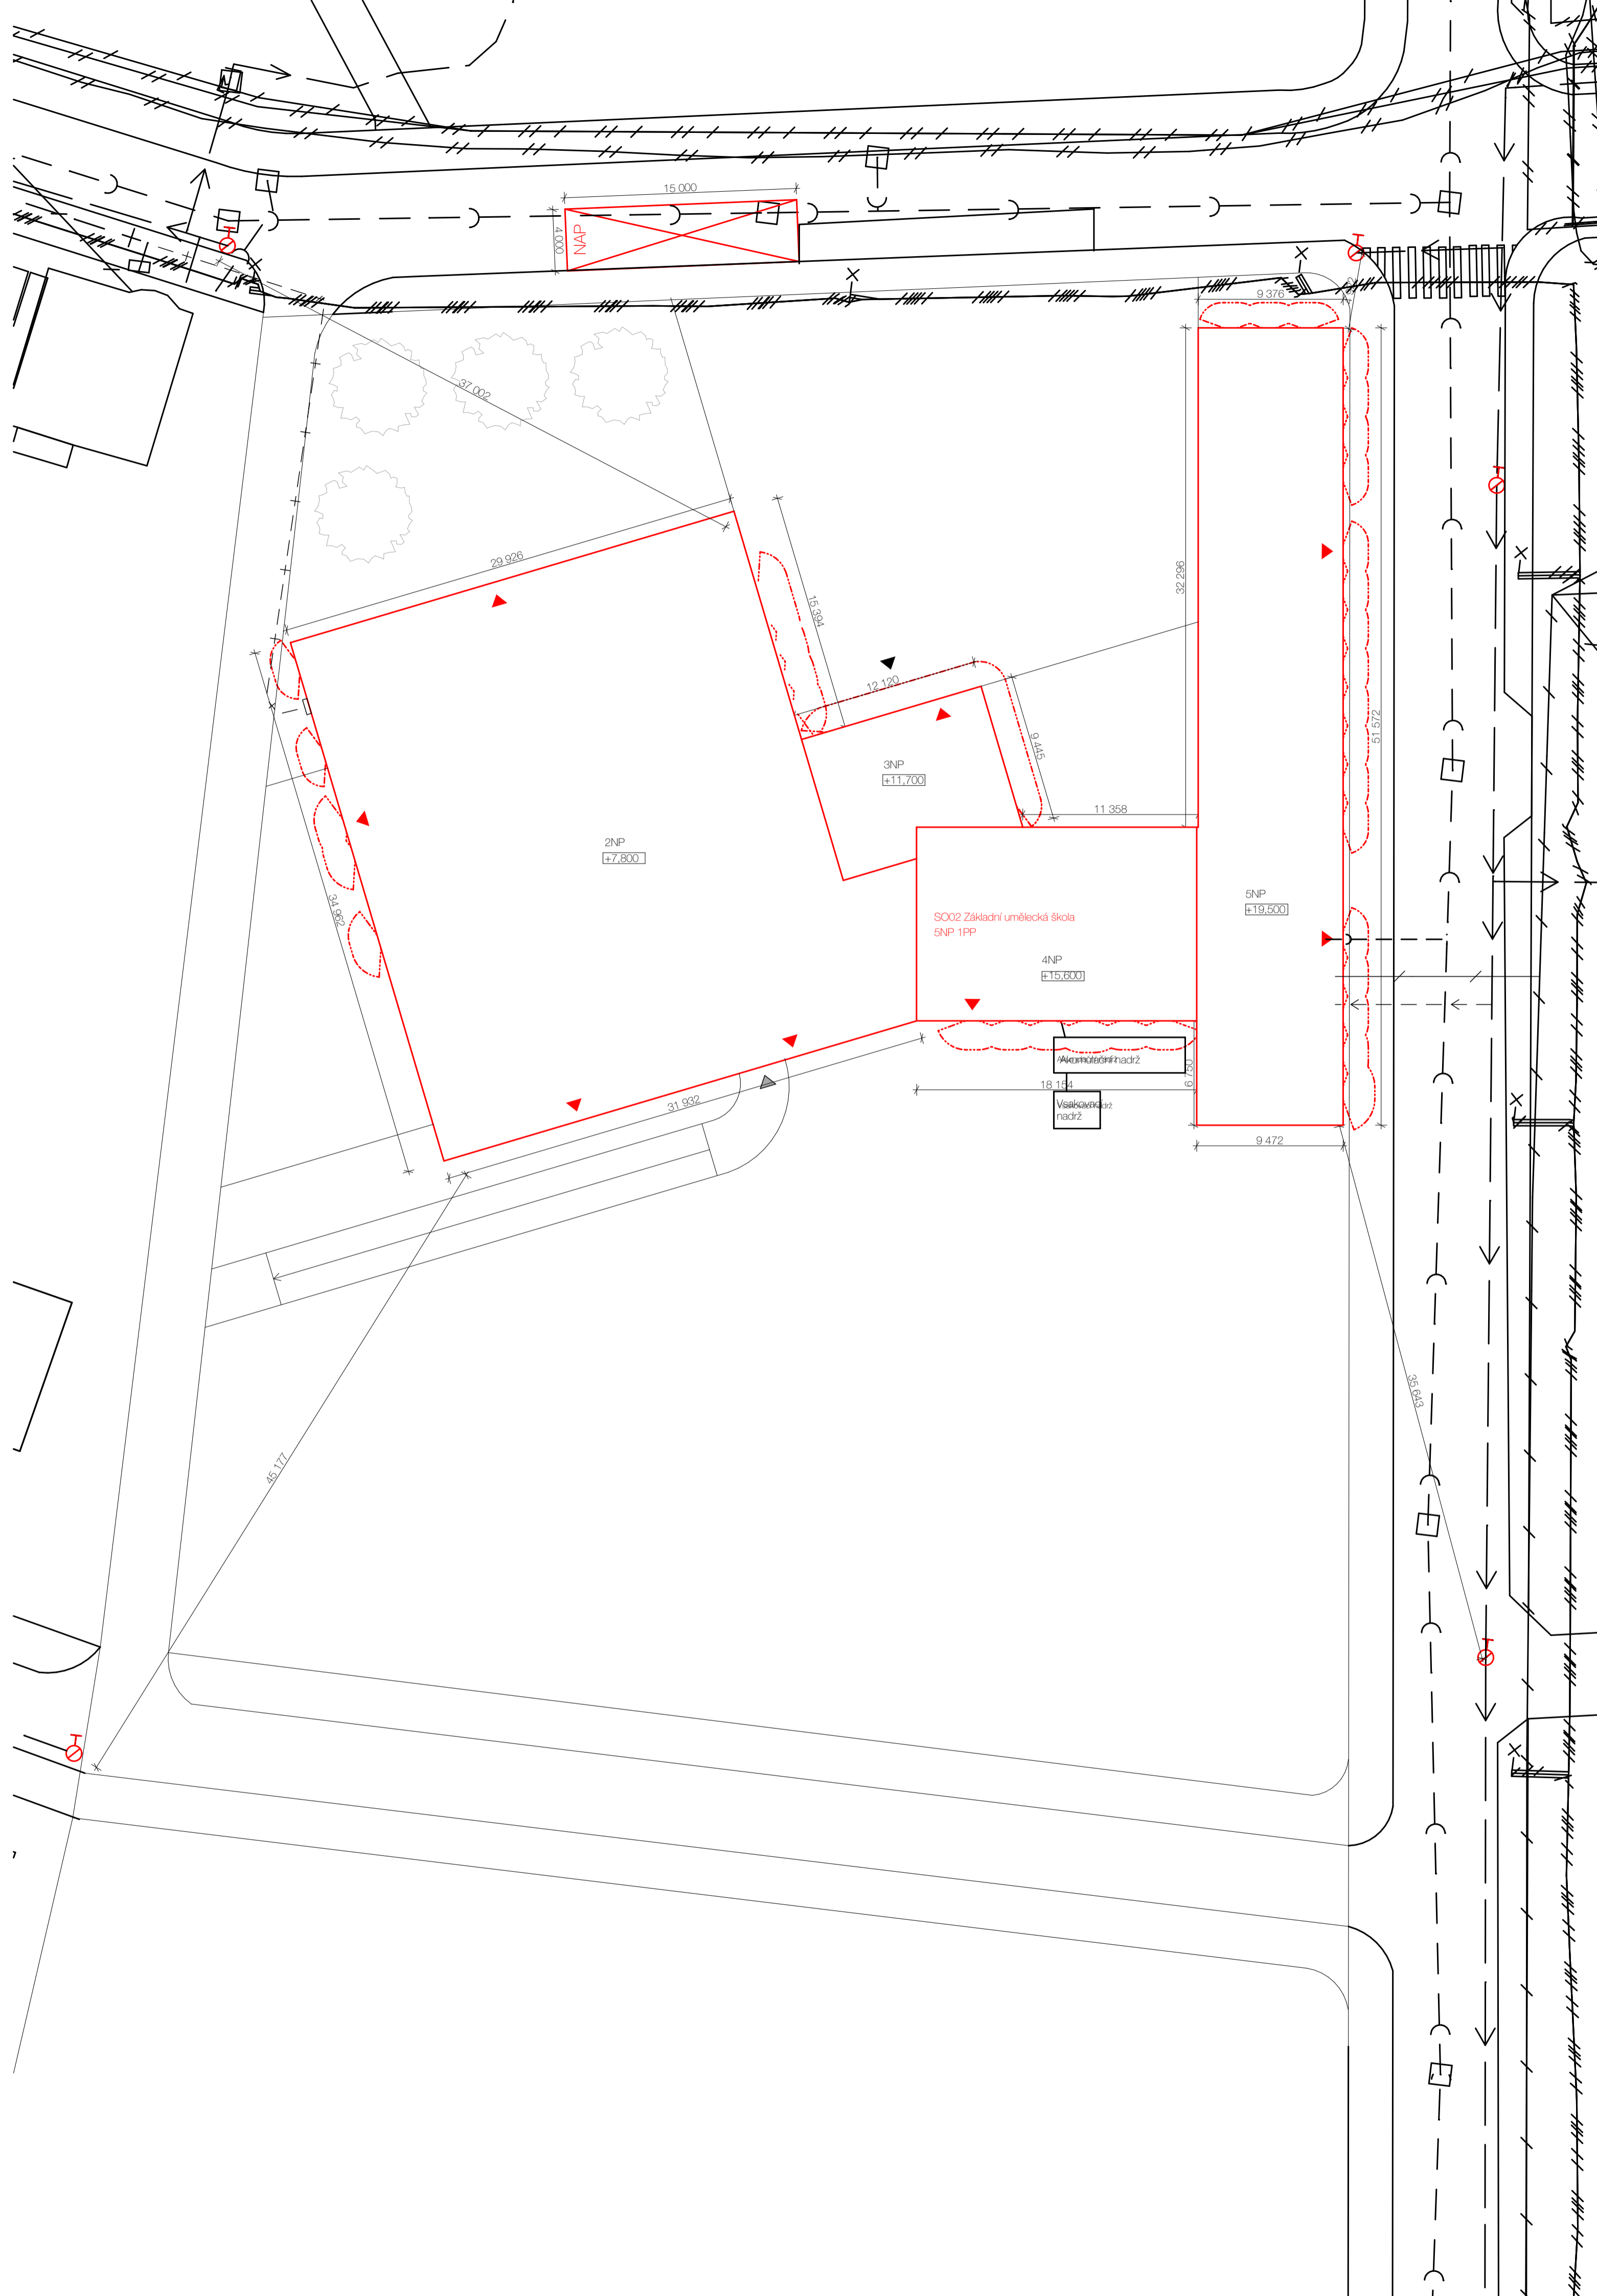 15 000
4 000
NAP
9 376
37 002
29 926
15 394
32 296
12 120
9 445
51 572
3NP
+11,700
11 358
2NP
+7,800
34 962
5NP
+19,500
SO02 Základní umělecká škola
5NP 1PP
4NP
+15,600
Akumulační nadrž
18 154
6 750
Vsakovací
nadrž
31 932
9 472
35 643
45 177